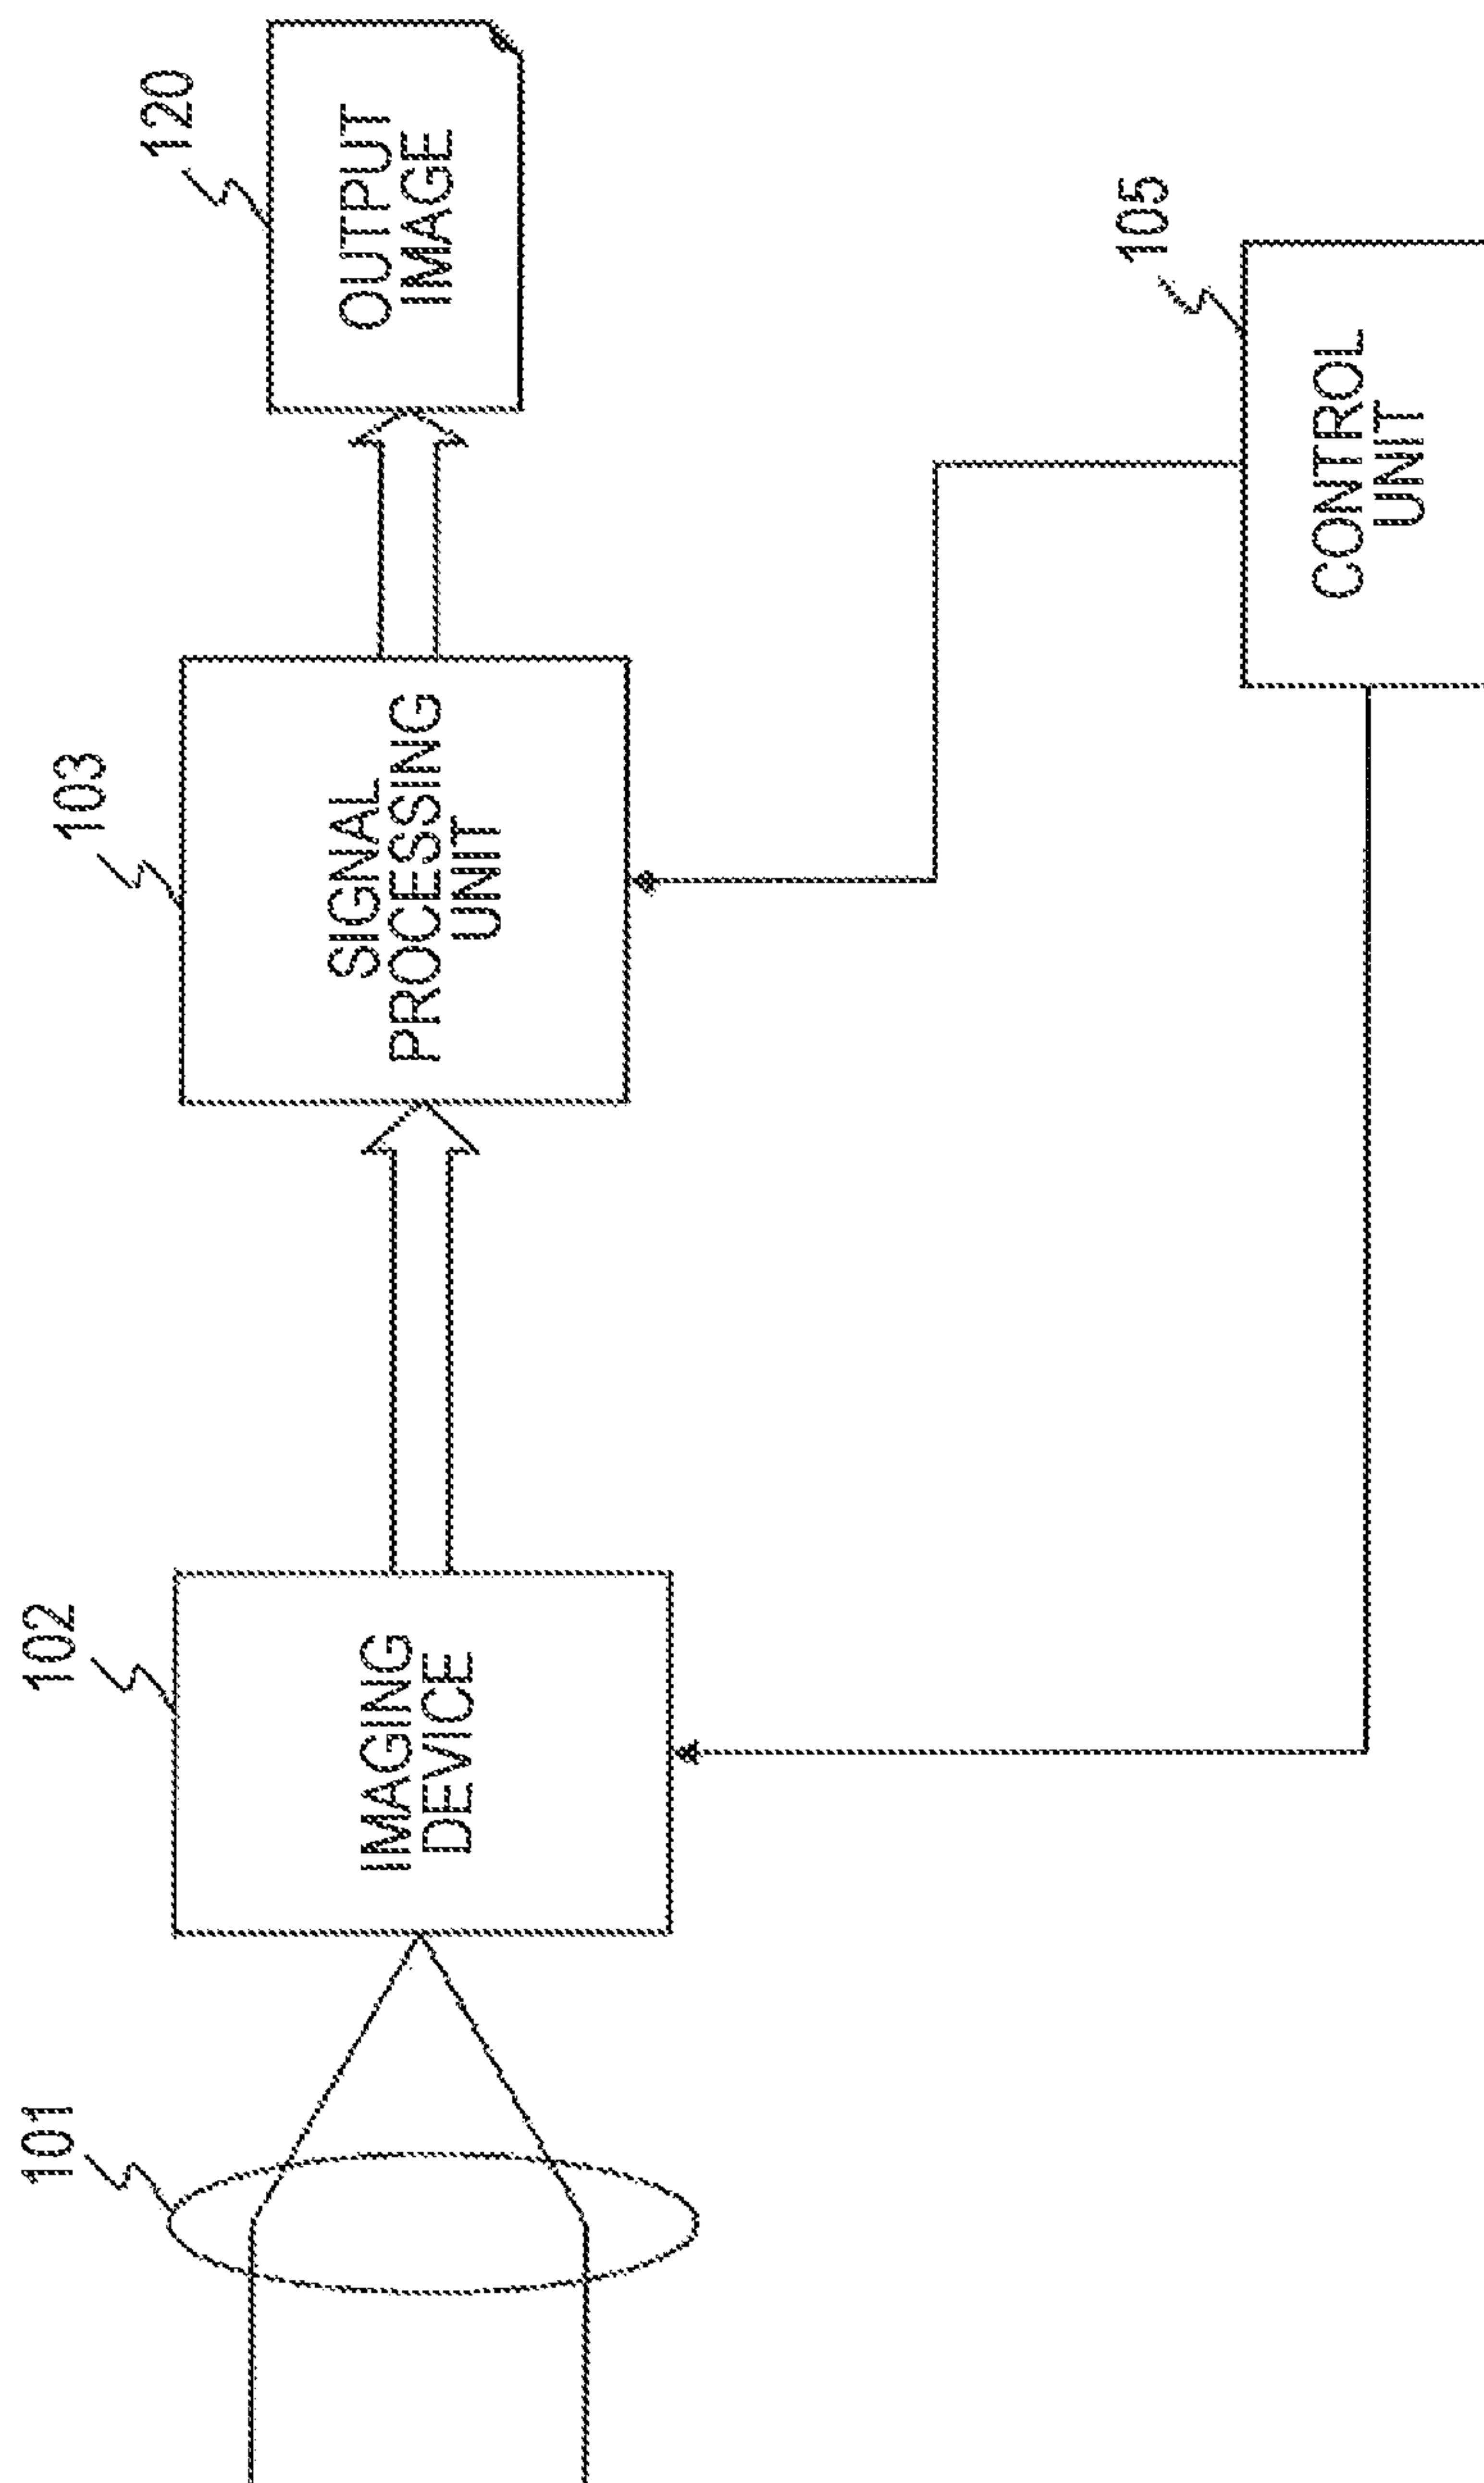 101
102
103
120
IMAGING
DEVICE
SIGNAL
PROCESSING
UNIT
OUTPUT
IMAGE
105
CONTROL
UNIT